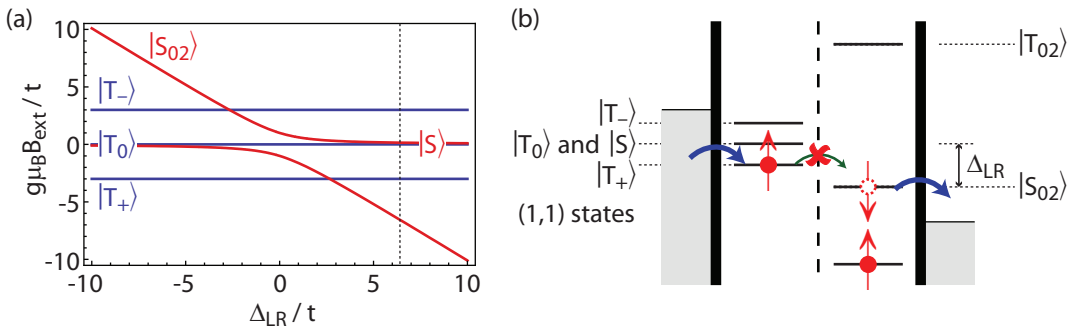 (a)
10
5
0
-5
-10
gμBBext / t
|S02⟩
|T−⟩
|T0⟩
|S⟩
|T+⟩
-10
-5
0
5
10
ΔLR / t
(b)
|T02⟩
|T−⟩
|T0⟩ and |S⟩
|T+⟩
ΔLR
|S02⟩
(1,1) states